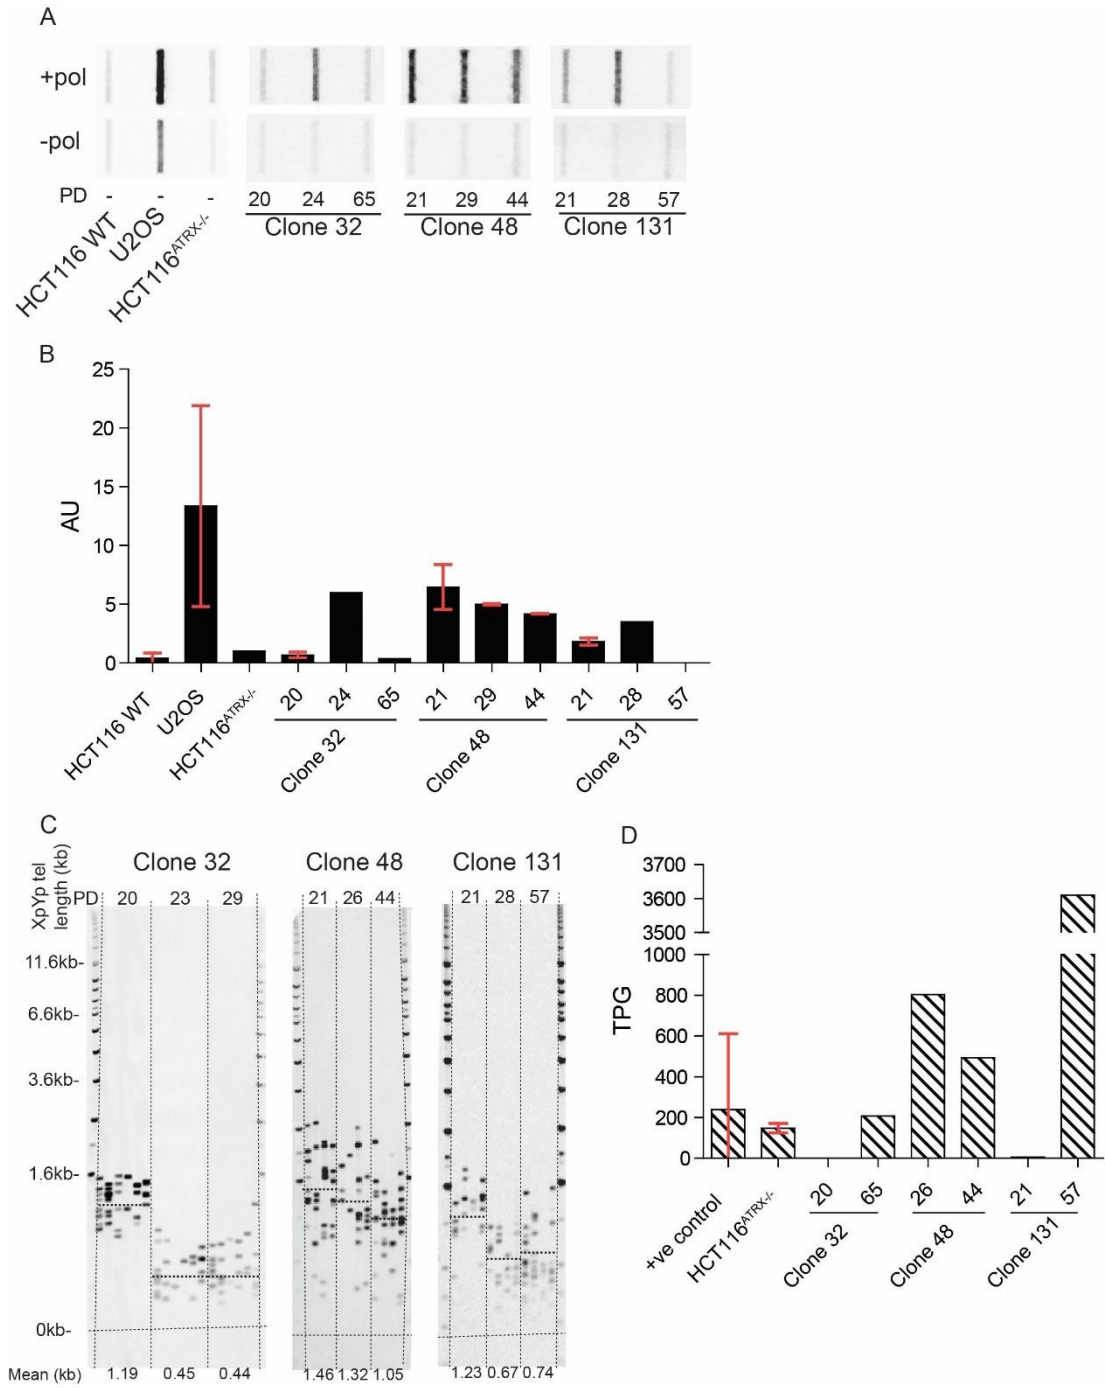 A
+pol
-pol
PD - - - 20 24 65 21 29 44 21 28 57
HCT116 WT
U2OS
HCT116ATRX-/-
Clone 32
Clone 48
Clone 131
B
25
20
15
10
5
0
AU
HCT116 WT
U2OS
HCT116ATRX-/-
20 24 65 21 29 44 21 28 57
Clone 32
Clone 48
Clone 131
C
XpYp tel
length (kb)
Clone 32 Clone 48 Clone 131
PD 20 23 29 21 26 44 21 28 57
11.6kb-
6.6kb-
3.6kb-
1.6kb-
0kb-
Mean (kb) 1.19 0.45 0.44 1.46 1.32 1.05 1.23 0.67 0.74
D
3700
3600
3500
1000
800
600
400
200
0
TPG
+ve control
HCT116ATRX-/-
20 65 26 44 21 57
Clone 32
Clone 48
Clone 131